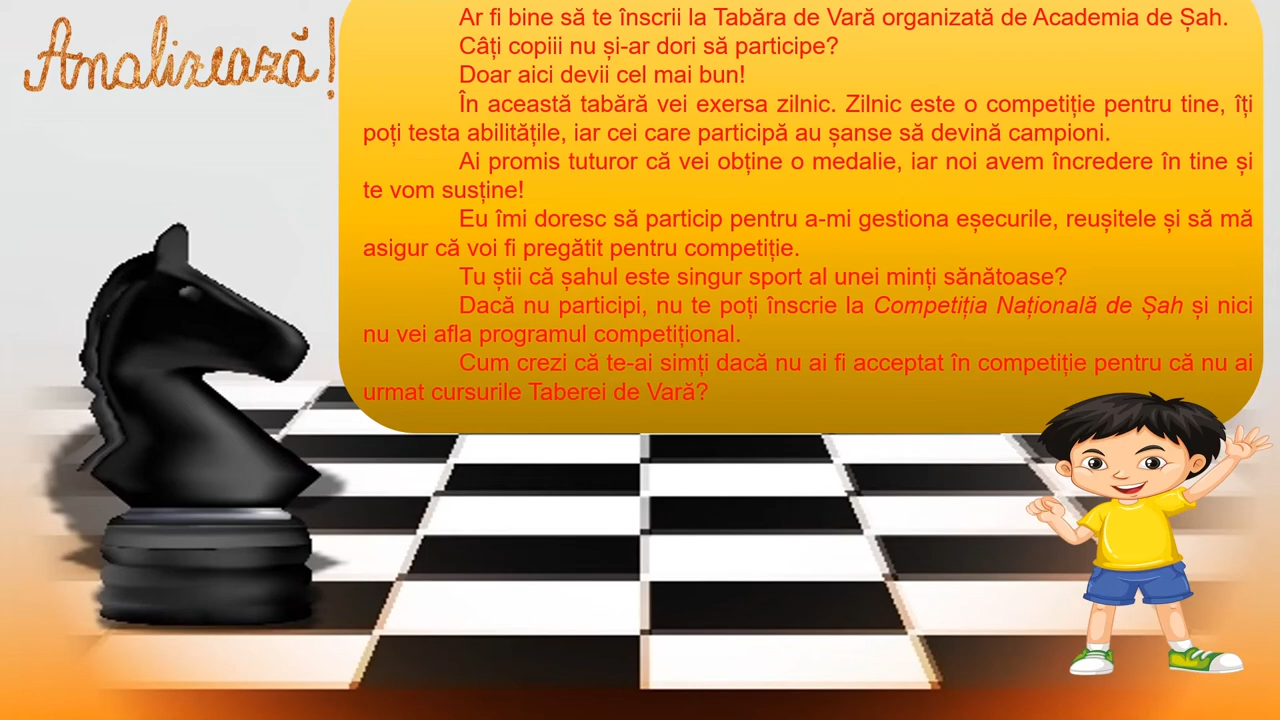 Analizează!
Ar fi bine să te înscrii la Tabăra de Vară organizată de Academia de Șah.
Câți copiii nu și-ar dori să participe?
Doar aici devii cel mai bun!
În această tabără vei exersa zilnic. Zilnic este o competiție pentru tine, îți
poți testa abilitățile, iar cei care participă au șanse să devină campioni.
Ai promis tuturor că vei obține o medalie, iar noi avem încredere în tine și
te vom susține!
Eu îmi doresc să particip pentru a-mi gestiona eșecurile, reușitele și să mă
asigur că voi fi pregătit pentru competiție.
Tu știi că șahul este singur sport al unei minți sănătoase?
Dacă nu participi, nu te poți înscrie la Competiția Națională de Șah și nici
nu vei afla programul competițional.
Cum crezi că te-ai simți dacă nu ai fi acceptat în competiție pentru că nu ai
urmat cursurile Taberei de Vară?